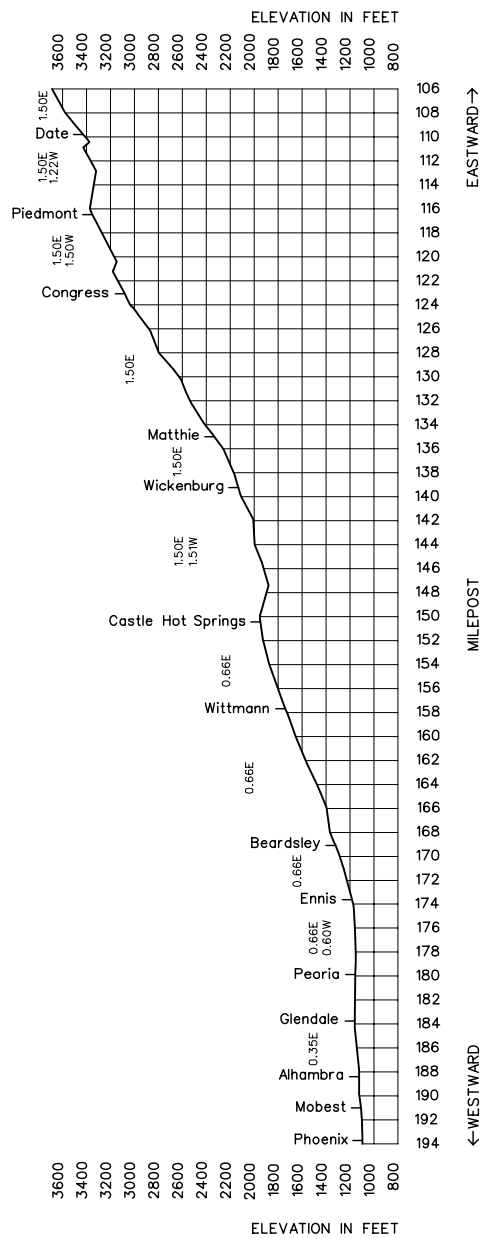 ELEVATION IN FEET
3600
3400
3200
3000
2800
2600
2400
2200
2000
1800
1600
1400
1200
1000
800
106
108
110
112
114
116
118
120
122
124
126
128
130
132
134
136
138
140
142
144
146
148
150
152
154
156
158
160
162
164
166
168
170
172
174
176
178
180
182
184
186
188
190
192
194
EASTWARD→
MILEPOST
←WESTWARD
1.50E
Date
1.50E
1.22W
Piedmont
1.50E
1.50W
Congress
1.50E
Matthie
1.50E
Wickenburg
1.50E
1.51W
Castle Hot Springs
0.66E
Wittmann
0.66E
Beardsley
0.66E
Ennis
0.66E
0.60W
Peoria
Glendale
0.35E
Alhambra
Mobest
Phoenix
3600
3400
3200
3000
2800
2600
2400
2200
2000
1800
1600
1400
1200
1000
800
ELEVATION IN FEET